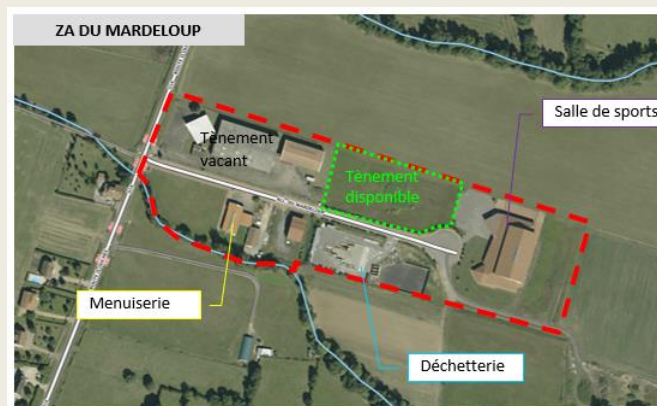 ZA DU MARDELOUP
Salle de sports
Tènement
vacant
Tènement
disponible
Menuiserie
Déchetterie